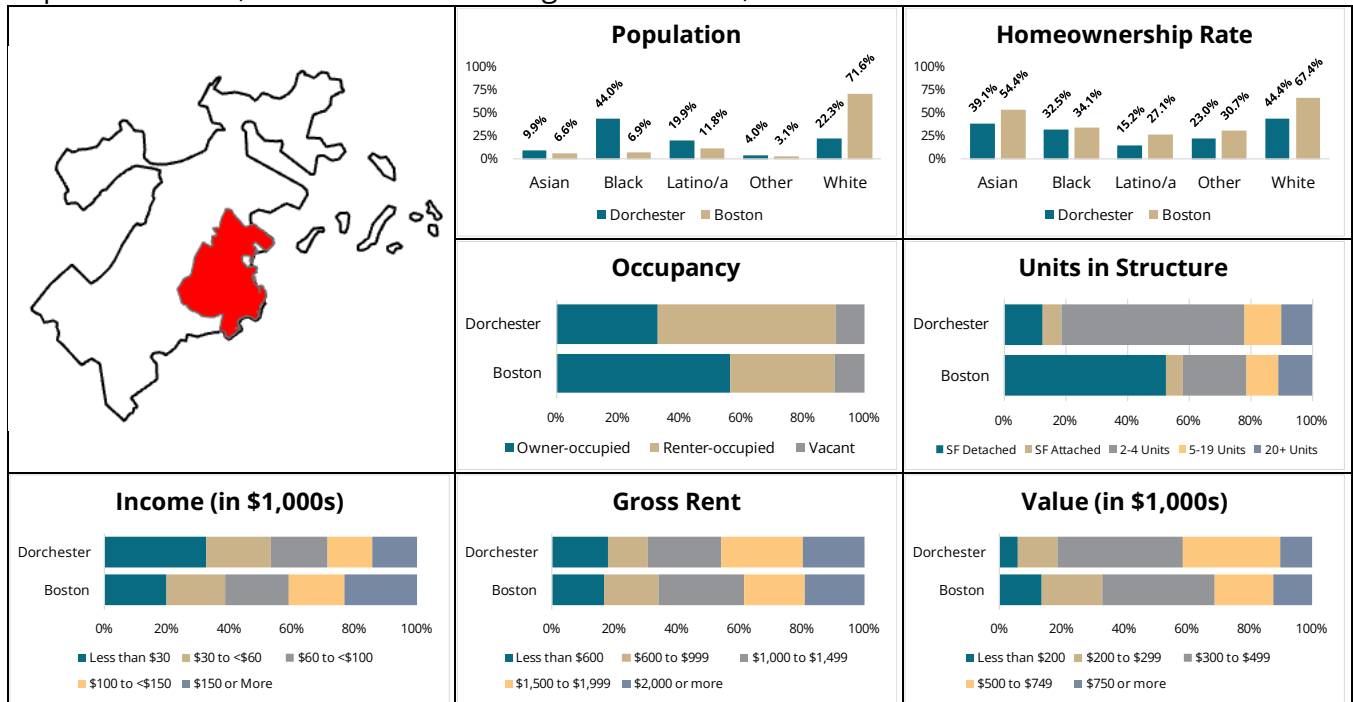 Population
100%
75%
50%
25%
0%
9.9% 6.6% 44.0% 6.9% 19.9% 11.8% 4.0% 3.1% 22.3% 71.6%
Asian Black Latino/a Other White
Dorchester Boston
Homeownership Rate
100%
75%
50%
25%
0%
39.1% 54.4% 32.5% 34.1% 15.2% 27.1% 23.0% 30.7% 44.4% 67.4%
Asian Black Latino/a Other White
Dorchester Boston
Occupancy
Dorchester
Boston
0% 20% 40% 60% 80% 100%
Owner-occupied Renter-occupied Vacant
Units in Structure
Dorchester
Boston
0% 20% 40% 60% 80% 100%
SF Detached SF Attached 2-4 Units 5-19 Units 20+ Units
Income (in $1,000s)
Dorchester
Boston
0% 20% 40% 60% 80% 100%
Less than $30 $30 to <$60 $60 to <$100
$100 to <$150 $150 or More
Gross Rent
Dorchester
Boston
0% 20% 40% 60% 80% 100%
Less than $600 $600 to $999 $1,000 to $1,499
$1,500 to $1,999 $2,000 or more
Value (in $1,000s)
Dorchester
Boston
0% 20% 40% 60% 80% 100%
Less than $200 $200 to $299 $300 to $499
$500 to $749 $750 or more